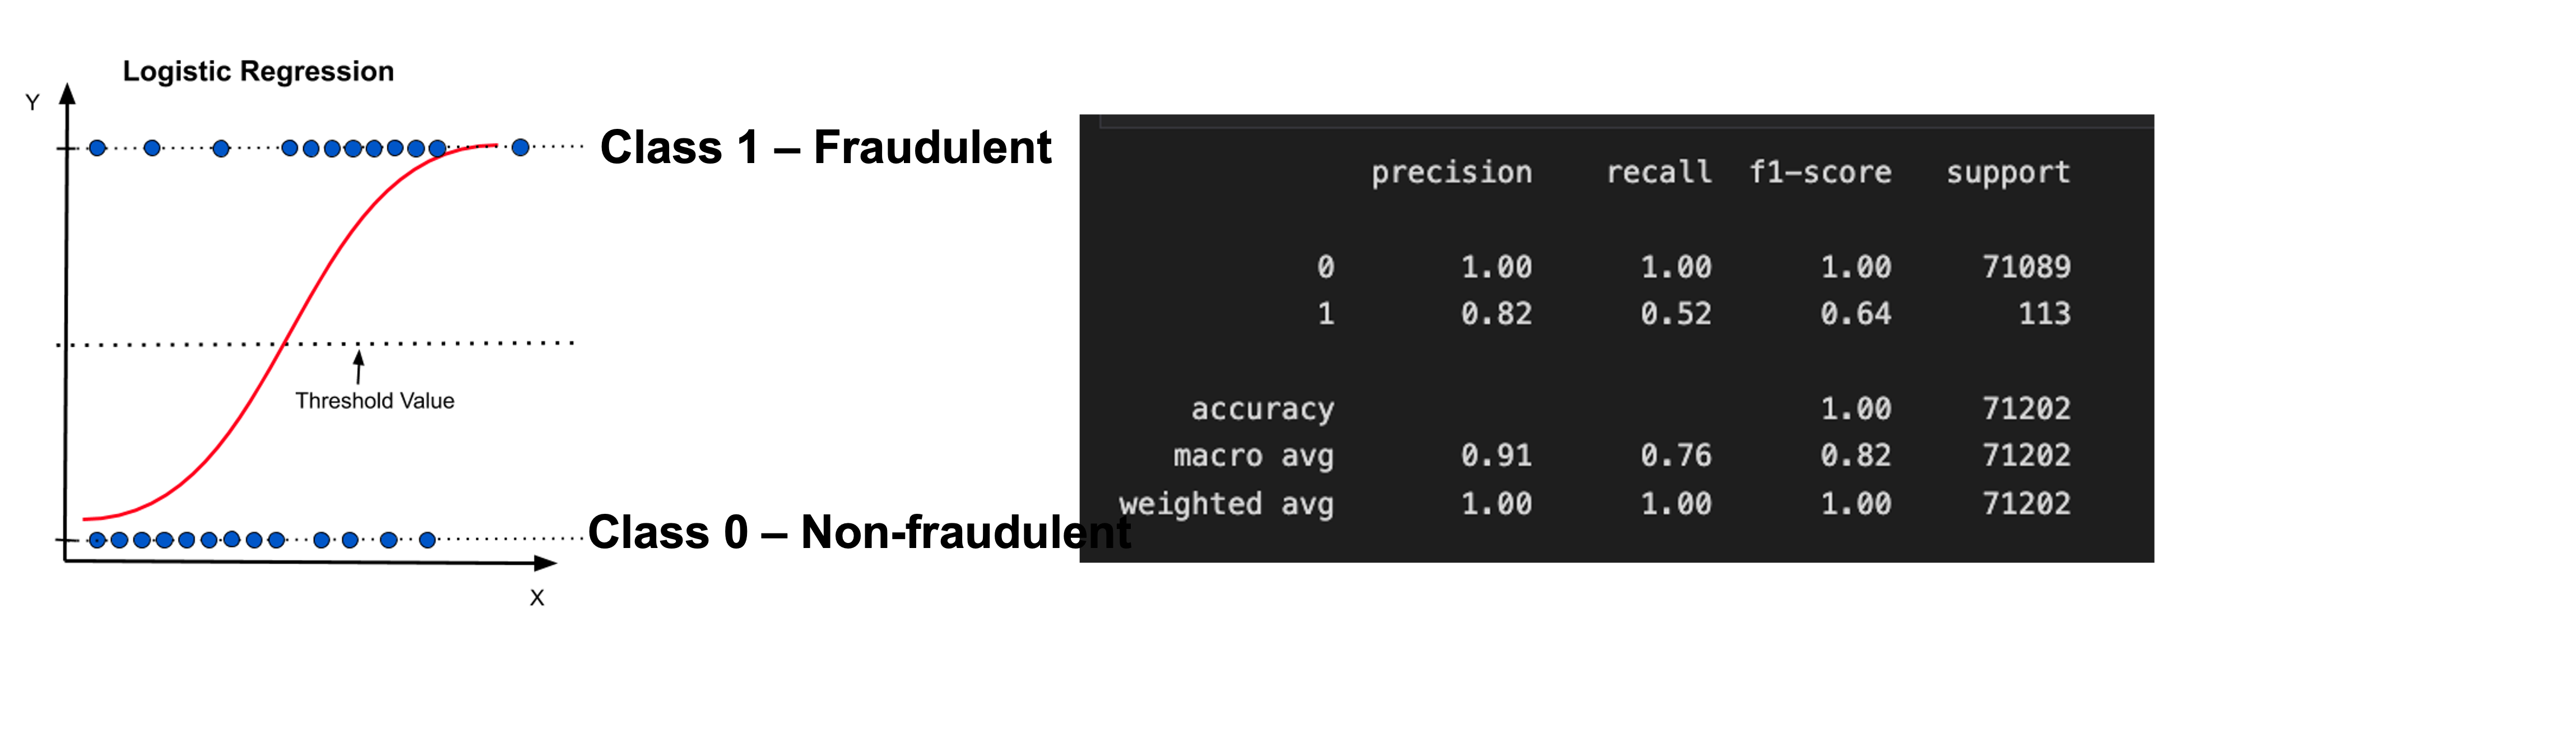 Logistic Regression
Y
Class 1 – Fraudulent
Threshold Value
Class 0 – Non-fraudulent
X
precision recall f1-score support
0 1.00 1.00 1.00 71089
1 0.82 0.52 0.64 113
accuracy 1.00 71202
macro avg 0.91 0.76 0.82 71202
weighted avg 1.00 1.00 1.00 71202